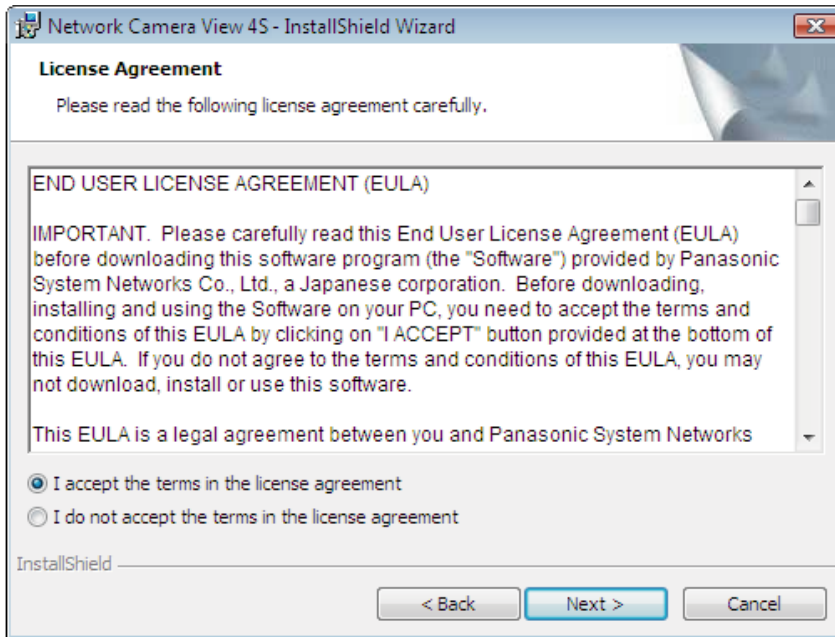 Network Camera View 4S - InstallShield Wizard
License Agreement
Please read the following license agreement carefully.
END USER LICENSE AGREEMENT (EULA)
IMPORTANT.  Please carefully read this End User License Agreement (EULA)
before downloading this software program (the "Software") provided by Panasonic
System Networks Co., Ltd., a Japanese corporation.  Before downloading,
installing and using the Software on your PC, you need to accept the terms and
conditions of this EULA by clicking on "I ACCEPT" button provided at the bottom of
this EULA.  If you do not agree to the terms and conditions of this EULA, you may
not download, install or use this software.
This EULA is a legal agreement between you and Panasonic System Networks
I accept the terms in the license agreement
I do not accept the terms in the license agreement
InstallShield
< Back
Next >
Cancel